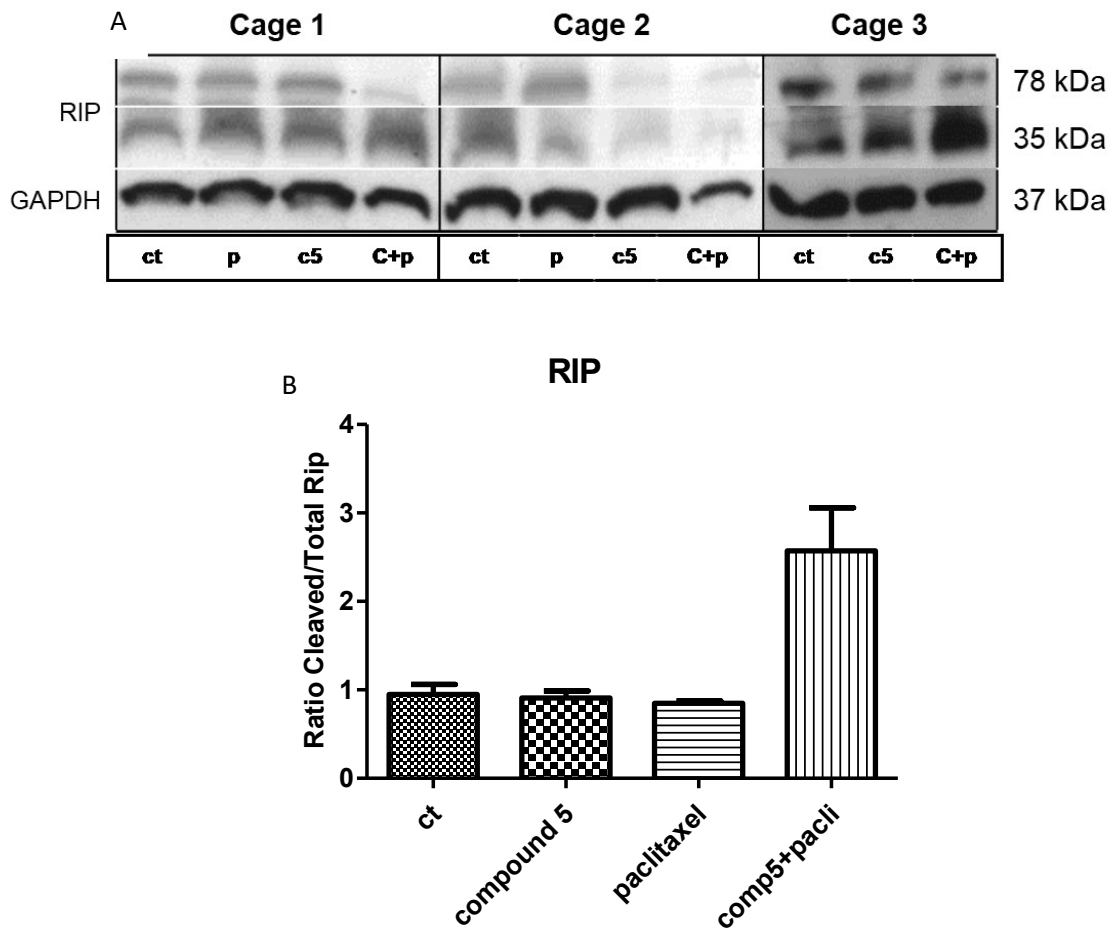 A
Cage 1 Cage 2 Cage 3
78 kDa
RIP
35 kDa
GAPDH 37 kDa
ct p c5 C+p ct p c5 C+p ct c5 C+p
RIP
B
Ratio Cleaved/Total Rip
4
3
2
1
0
ct
compound 5
paclitaxel
comp5+pacli